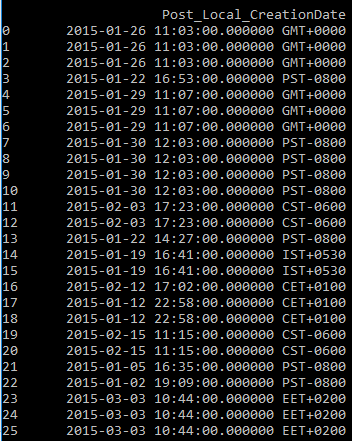 Post_Local_CreationDate
0 2015-01-26 11:03:00.000000 GMT+0000
1 2015-01-26 11:03:00.000000 GMT+0000
2 2015-01-26 11:03:00.000000 GMT+0000
3 2015-01-22 16:53:00.000000 PST-0800
4 2015-01-29 11:07:00.000000 GMT+0000
5 2015-01-29 11:07:00.000000 GMT+0000
6 2015-01-29 11:07:00.000000 GMT+0000
7 2015-01-30 12:03:00.000000 PST-0800
8 2015-01-30 12:03:00.000000 PST-0800
9 2015-01-30 12:03:00.000000 PST-0800
10 2015-01-30 12:03:00.000000 PST-0800
11 2015-02-03 17:23:00.000000 CST-0600
12 2015-02-03 17:23:00.000000 CST-0600
13 2015-01-22 14:27:00.000000 PST-0800
14 2015-01-19 16:41:00.000000 IST+0530
15 2015-01-19 16:41:00.000000 IST+0530
16 2015-02-12 17:02:00.000000 CET+0100
17 2015-01-12 22:58:00.000000 CET+0100
18 2015-01-12 22:58:00.000000 CET+0100
19 2015-02-15 11:15:00.000000 CST-0600
20 2015-02-15 11:15:00.000000 CST-0600
21 2015-01-05 16:35:00.000000 PST-0800
22 2015-01-02 19:09:00.000000 PST-0800
23 2015-03-03 10:44:00.000000 EET+0200
24 2015-03-03 10:44:00.000000 EET+0200
25 2015-03-03 10:44:00.000000 EET+0200